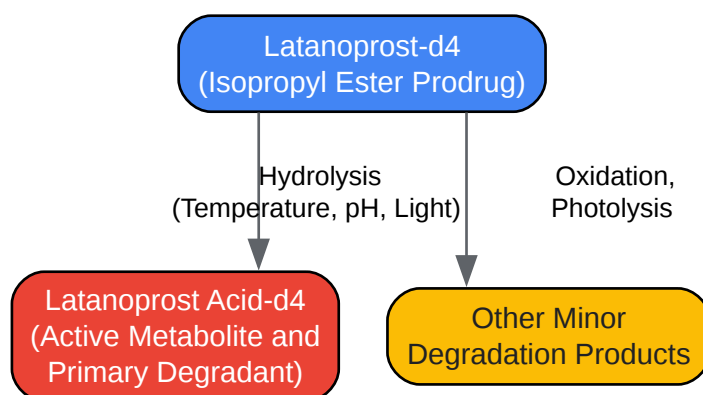 Latanoprost-d4
(Isopropyl Ester Prodrug)
Hydrolysis
(Temperature, pH, Light)
Oxidation,
Photolysis
Latanoprost Acid-d4
(Active Metabolite and
Primary Degradant)
Other Minor
Degradation Products